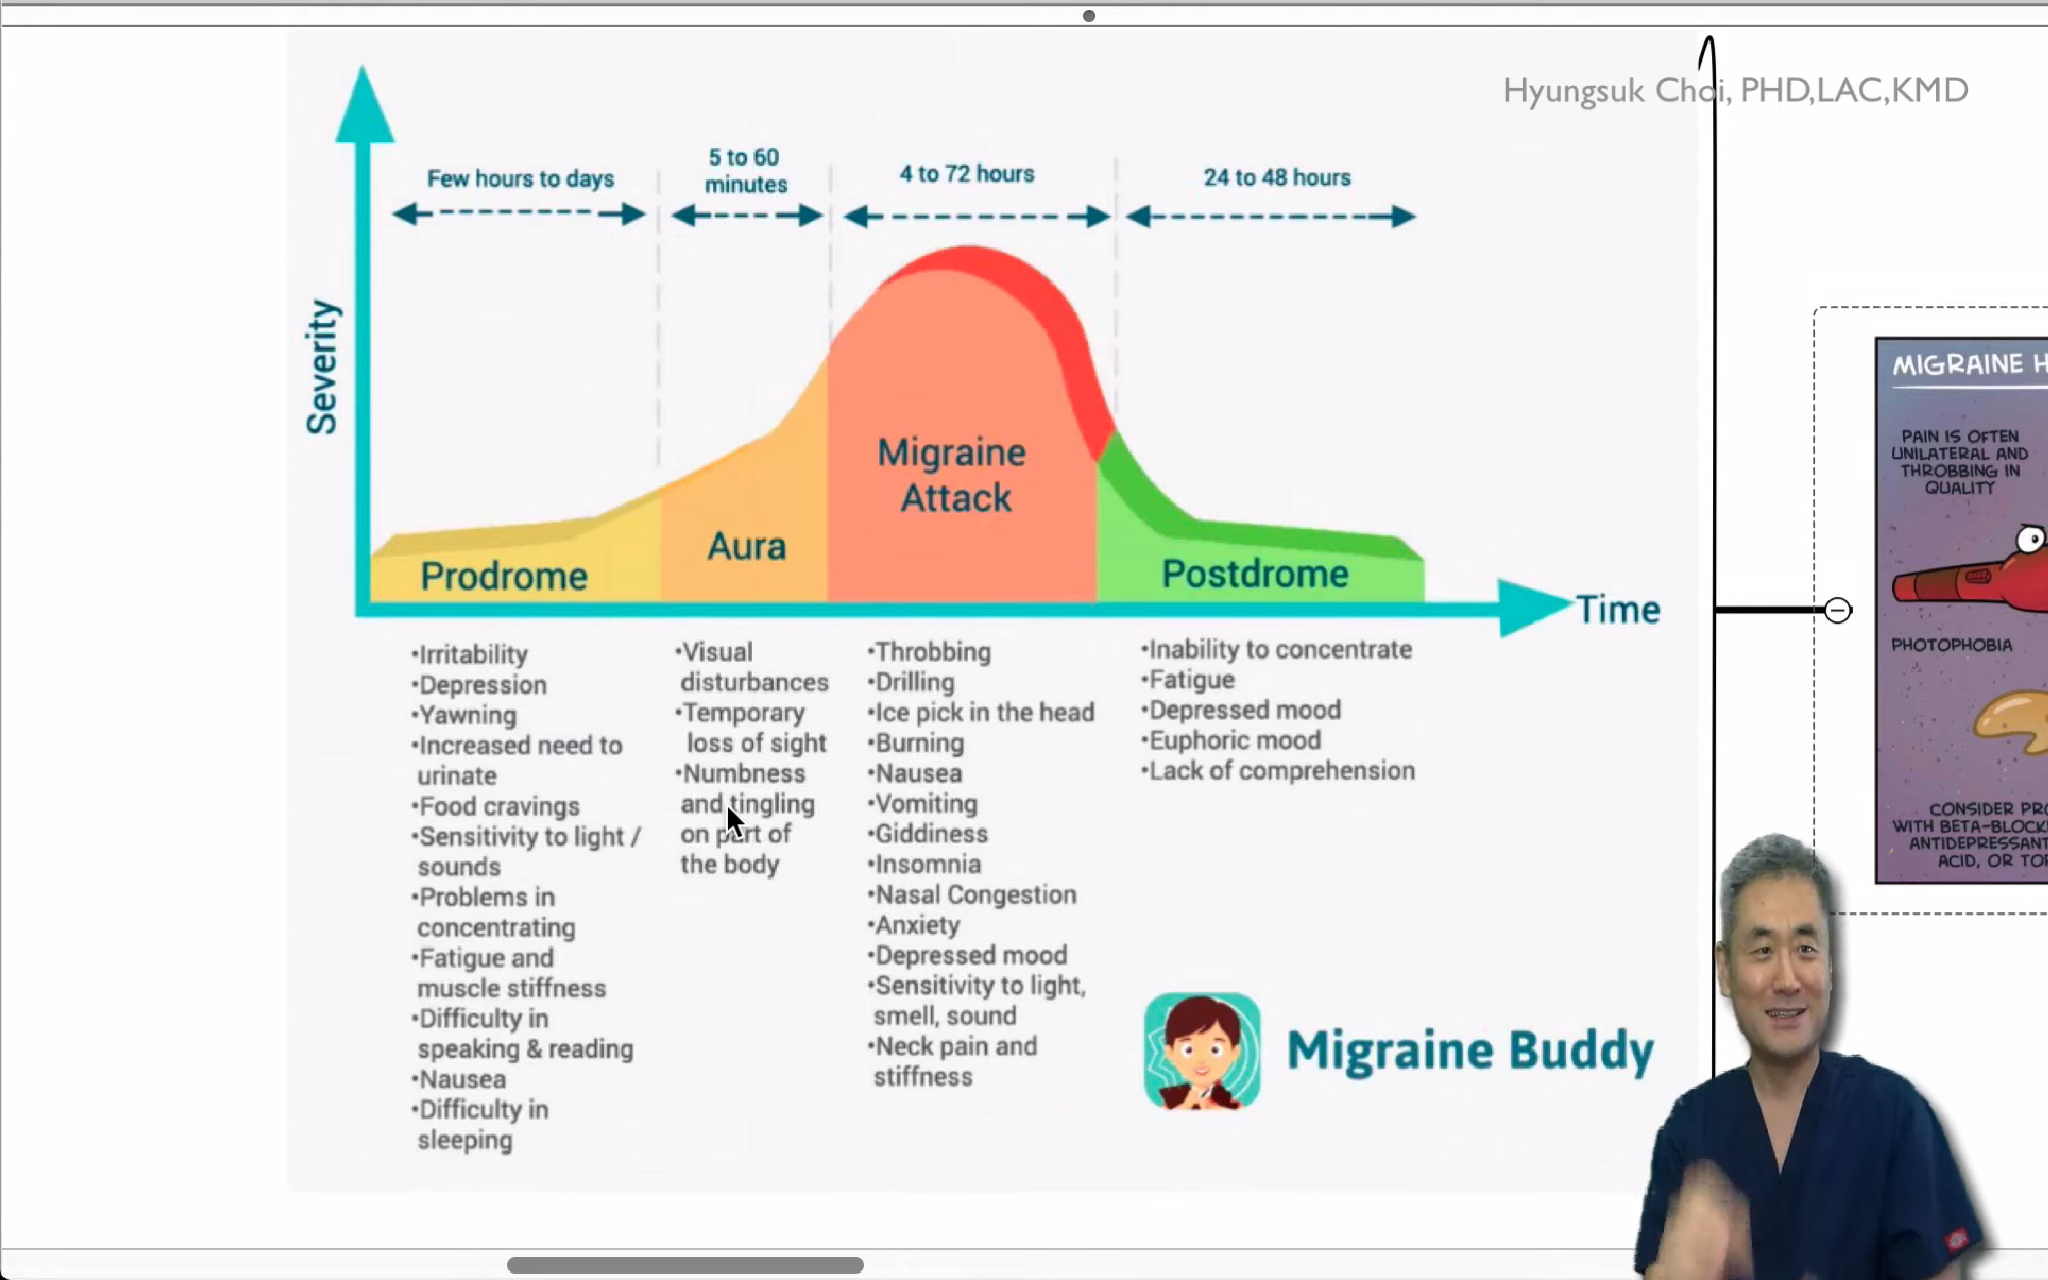 Hyungsuk Choi, PHD,LAC,KMD
Few hours to days
5 to 60
minutes
4 to 72 hours
24 to 48 hours
Severity
Migraine
Attack
Aura
Prodrome
Postdrome
Time
•Irritability
•Depression
•Yawning
•Increased need to
urinate
•Food cravings
•Sensitivity to light /
sounds
•Problems in
concentrating
•Fatigue and
muscle stiffness
•Difficulty in
speaking & reading
•Nausea
•Difficulty in
sleeping
•Visual
disturbances
•Temporary
loss of sight
•Numbness
and tingling
on part of
the body
•Throbbing
•Drilling
•Ice pick in the head
•Burning
•Nausea
•Vomiting
•Giddiness
•Insomnia
•Nasal Congestion
•Anxiety
•Depressed mood
•Sensitivity to light,
smell, sound
•Neck pain and
stiffness
•Inability to concentrate
•Fatigue
•Depressed mood
•Euphoric mood
•Lack of comprehension
Migraine Buddy
MIGRAINE
PAIN IS OFTEN
UNILATERAL AND
THROBBING IN
QUALITY
PHOTOPHOBIA
CONSIDER
WITH
ACID, OR